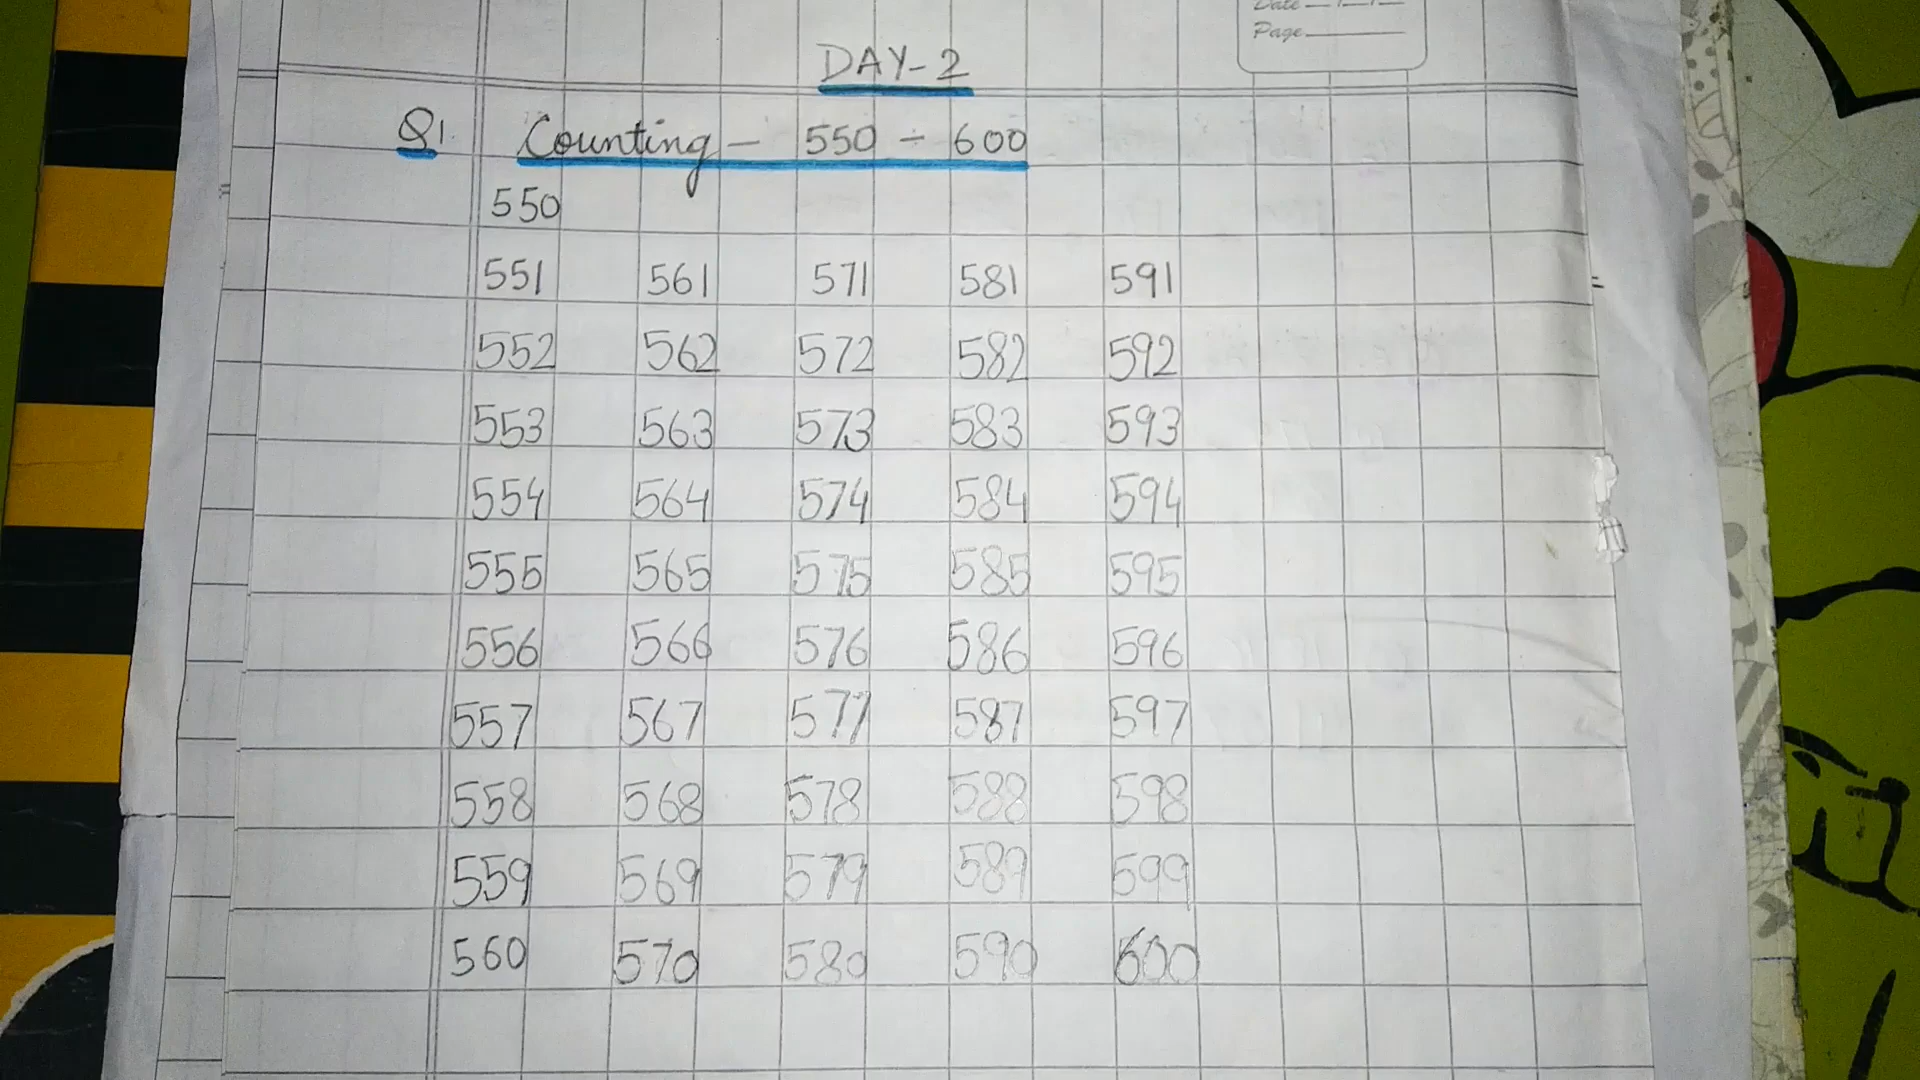 Date
Page
DAY-2
Q1. Counting - 550 - 600
550
551 561 571 581 591
552 562 572 582 592
553 563 573 583 593
554 564 574 584 594
555 565 575 585 595
556 566 576 586 596
557 567 577 587 597
558 568 578 588 598
559 569 579 589 599
560 570 580 590 600